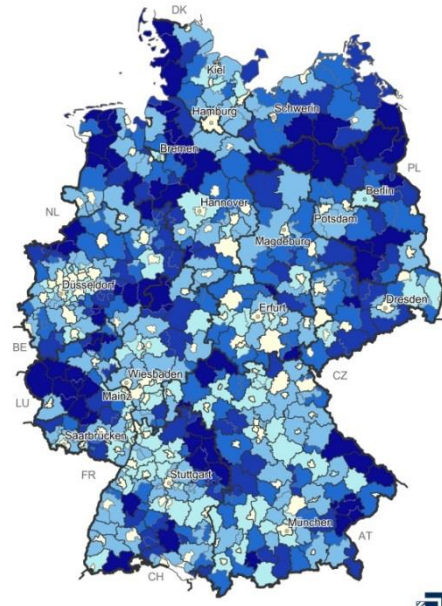 DK
Kiel
Hamburg
Schwerin
Bremen
PL
Berlin
NL
Hannover
Potsdam
Magdeburg
Düsseldorf
Erfurt
Dresden
BE
Wiesbaden
CZ
LU
Mainz
Saarbrücken
FR
Stuttgart
München
AT
CH